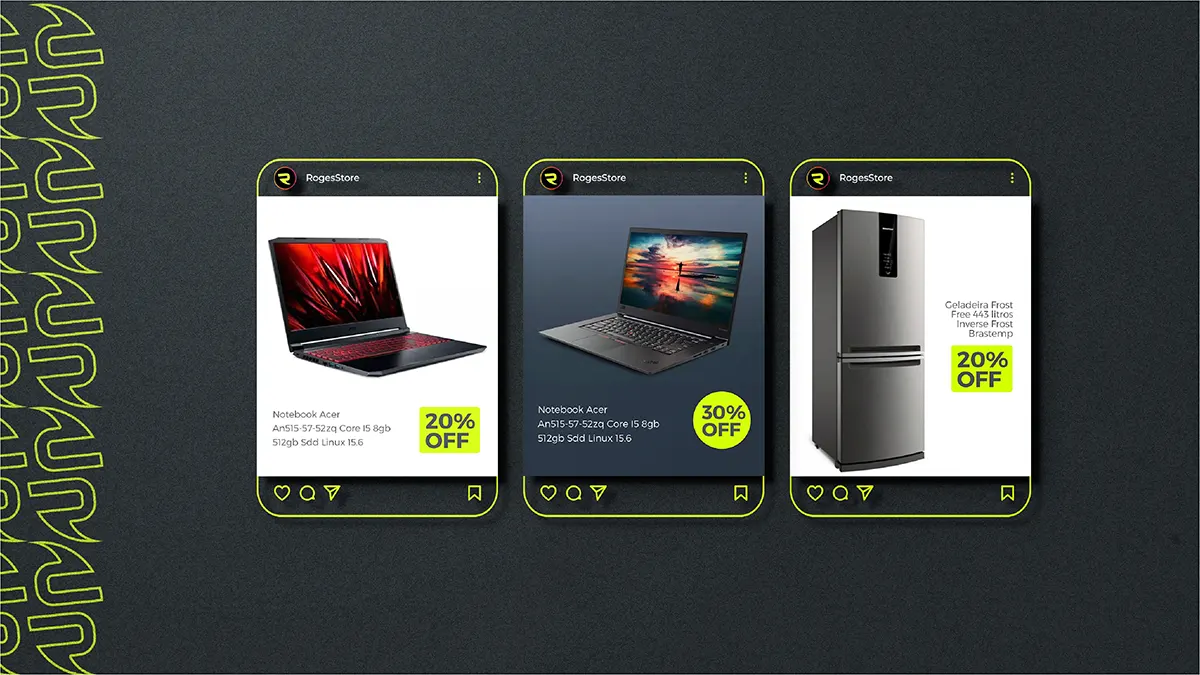 RogesStore
Notebook Acer
An515-57-52zq Core I5 8gb
512gb Sdd Linux 15.6
20%
OFF
RogesStore
Notebook Acer
An515-57-52zq Core I5 8gb
512gb Sdd Linux 15.6
30%
OFF
RogesStore
Geladeira Frost
Free 443 litros
Inverse Frost
Brastemp
20%
OFF